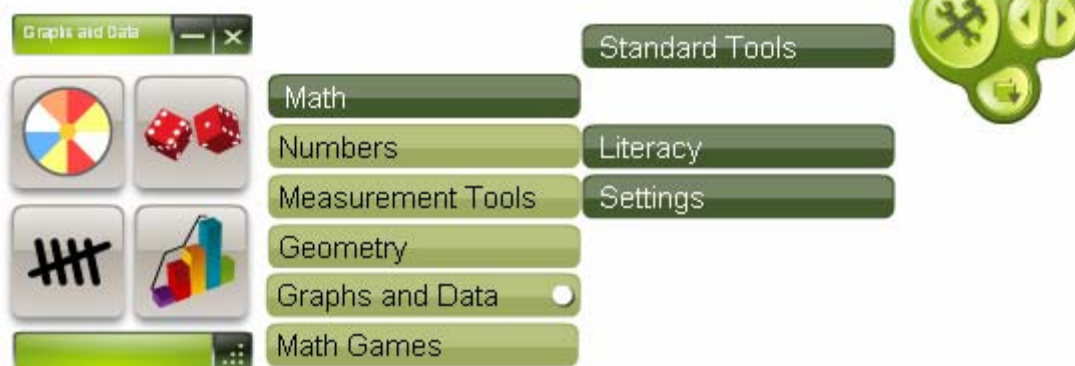 Graphs and Data
Standard Tools
Math
Numbers
Literacy
Measurement Tools
Settings
Geometry
Graphs and Data
Math Games